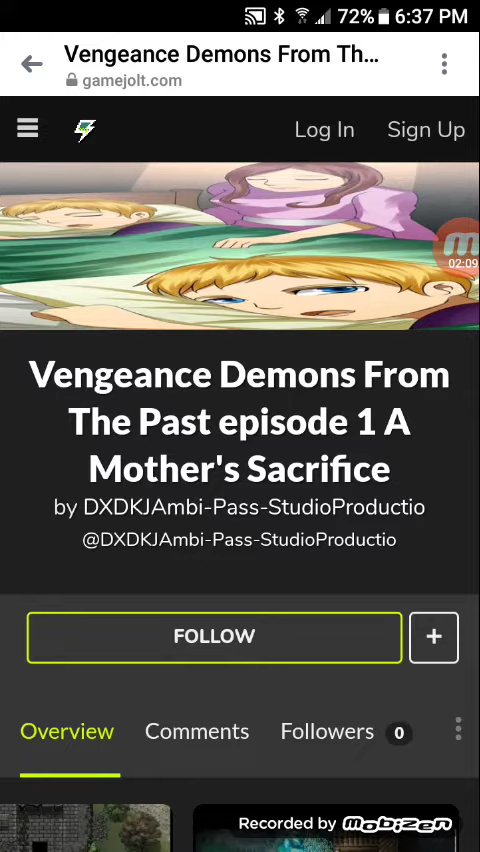 72% 6:37 PM
Vengeance Demons From Th...
gamejolt.com
Log In Sign Up
02:09
Vengeance Demons From
The Past episode 1 A
Mother's Sacrifice
by DXDKJAmbi-Pass-StudioProductio
@DXDKJAmbi-Pass-StudioProductio
FOLLOW +
Overview Comments Followers 0
Recorded by mobizen